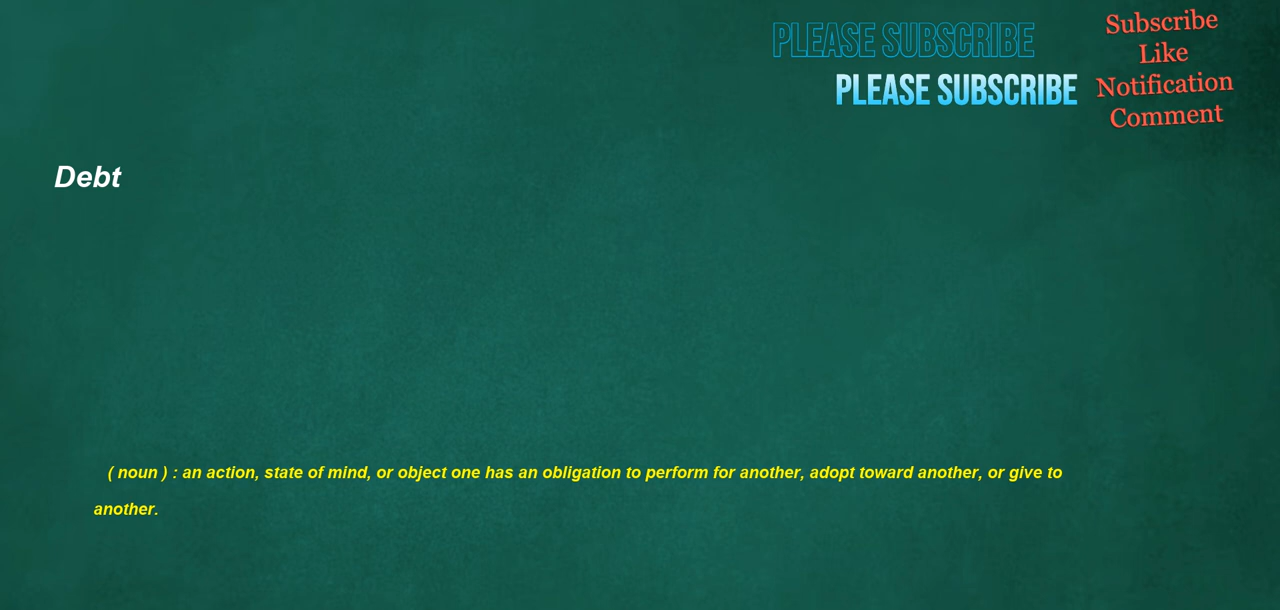 PLEASE SUBSCRIBE
PLEASE SUBSCRIBE
Subscribe
Like
Notification
Comment
Debt
( noun ) : an action, state of mind, or object one has an obligation to perform for another, adopt toward another, or give to
another.